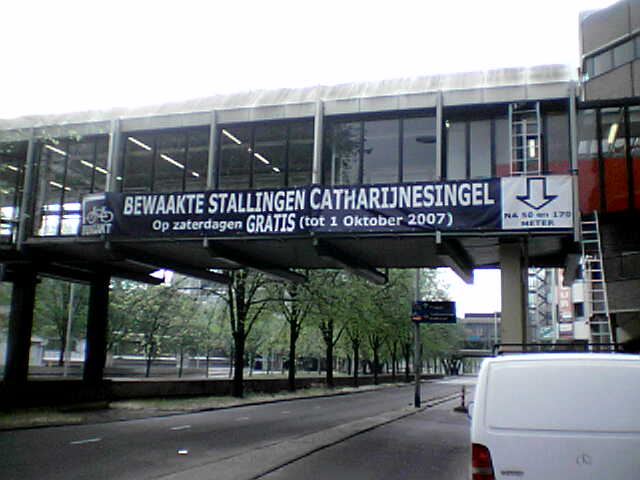 BEWAAKTE STALLINGEN CATHARIJNESINGEL
Op zaterdagen GRATIS (tot 1 Oktober 2007)
NA 50 en 170
METER